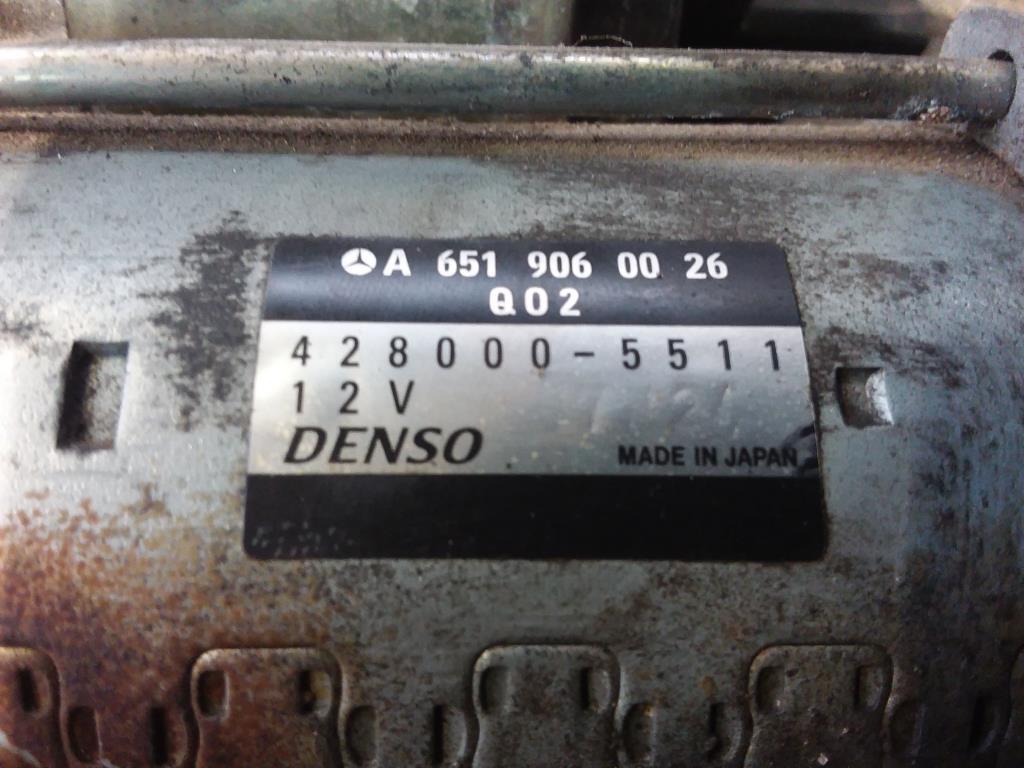 A 651 906 00 26
Q02
428000-5511
12V
DENSO
MADE IN JAPAN